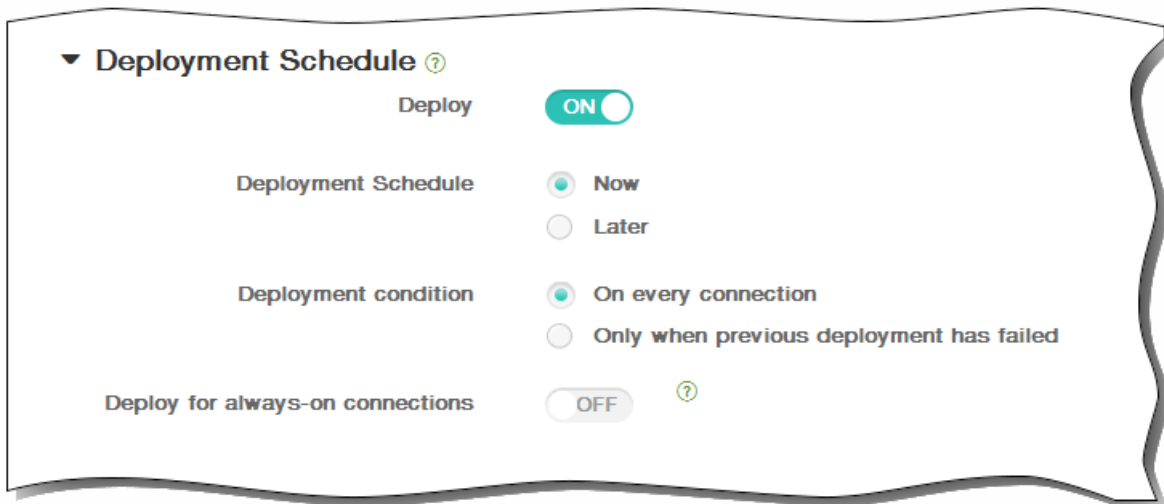 Deployment Schedule ?
Deploy ON
Deployment Schedule Now
Later
Deployment condition On every connection
Only when previous deployment has failed
Deploy for always-on connections OFF ?